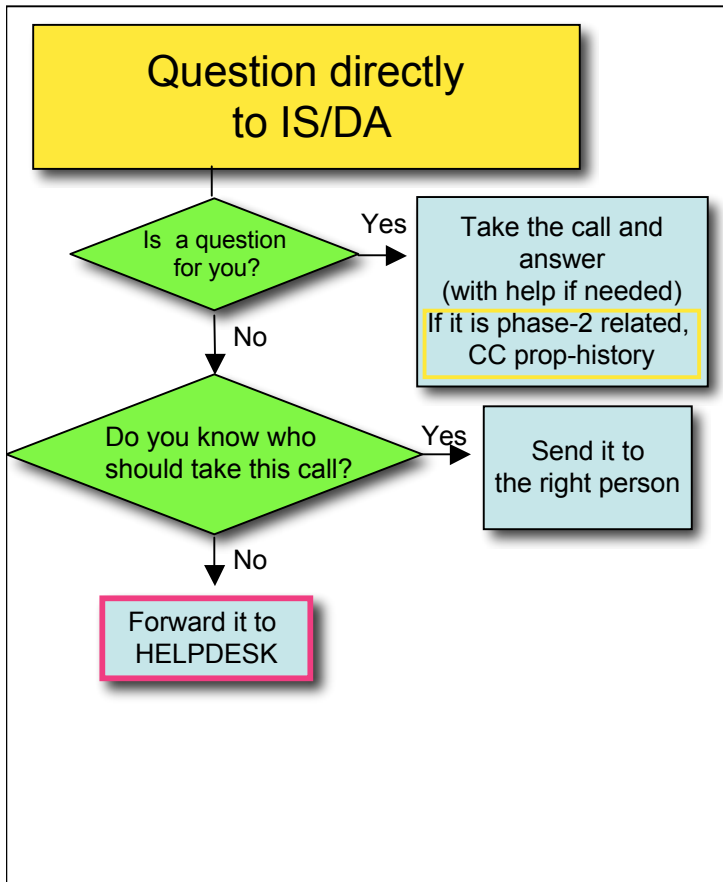 Question directly
to IS/DA
Is a question
for you?
Yes
Take the call and
answer
(with help if needed)
If it is phase-2 related,
CC prop-history
No
Do you know who
should take this call?
Yes
Send it to
the right person
No
Forward it to
HELPDESK